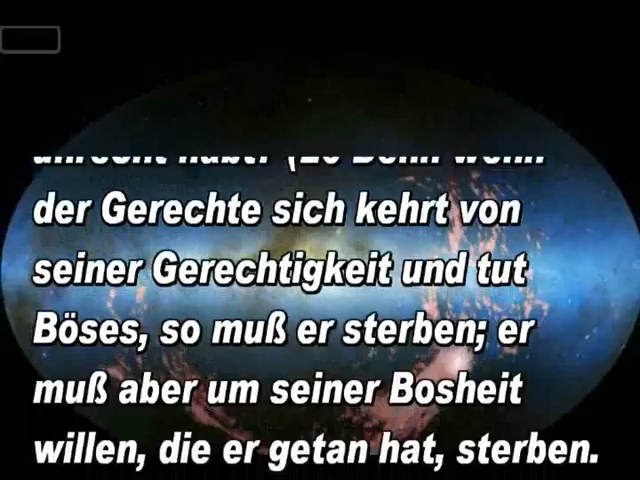 der Gerechte sich kehrt von
seiner Gerechtigkeit und tut
Böses, so muß er sterben; er
muß aber um seiner Bosheit
willen, die er getan hat, sterben.